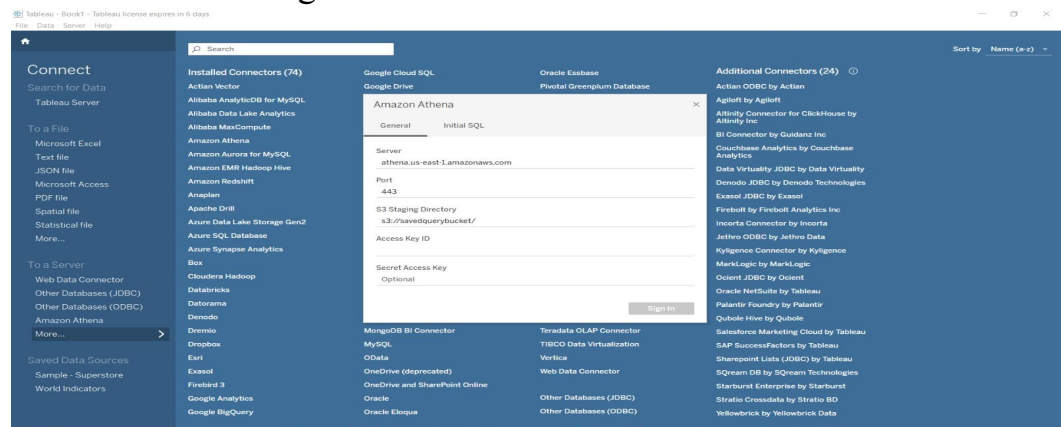 Tableau - Book1 - Tableau license expires in 6 days
File Data Server Help
Search
Sort by Name (a-z)
Connect
Search for Data
Tableau Server
To a File
Microsoft Excel
Text file
JSON file
Microsoft Access
PDF file
Spatial file
Statistical file
More...
To a Server
Web Data Connector
Other Databases (JDBC)
Other Databases (ODBC)
Amazon Athena
More...
Saved Data Sources
Sample - Superstore
World Indicators
Installed Connectors (74)
Actian Vector
Alibaba AnalyticDB for MySQL
Alibaba Data Lake Analytics
Alibaba MaxCompute
Amazon Athena
Amazon Aurora for MySQL
Amazon EMR Hadoop Hive
Amazon Redshift
Anaplan
Apache Drill
Azure Data Lake Storage Gen2
Azure SQL Database
Azure Synapse Analytics
Box
Cloudera Hadoop
Databricks
Datorama
Denodo
Dremio
Dropbox
Esri
Exasol
Firebird 3
Google Analytics
Google BigQuery
Google Cloud SQL
Google Drive
MongoDB BI Connector
MySQL
OData
OneDrive (deprecated)
OneDrive and SharePoint Online
Oracle
Oracle Eloqua
Oracle Essbase
Pivotal Greenplum Database
Teradata OLAP Connector
TIBCO Data Virtualization
Vertica
Web Data Connector
Other Databases (JDBC)
Other Databases (ODBC)
Amazon Athena
General Initial SQL
Server
athena.us-east-1.amazonaws.com
Port
443
S3 Staging Directory
s3://savedquerybucket/
Access Key ID
Secret Access Key
Optional
Sign In
Additional Connectors (24)
Actian ODBC by Actian
Agiloft by Agiloft
Altinity Connector for ClickHouse by
Altinity Inc
BI Connector by Guidanz Inc
Couchbase Analytics by Couchbase
Analytics
Data Virtuality JDBC by Data Virtuality
Denodo JDBC by Denodo Technologies
Exasol JDBC by Exasol
Firebolt by Firebolt Analytics Inc
Incorta Connector by Incorta
Jethro ODBC by Jethro Data
Kyligence Connector by Kyligence
MarkLogic by MarkLogic
Ocient JDBC by Ocient
Oracle NetSuite by Tableau
Palantir Foundry by Palantir
Qubole Hive by Qubole
Salesforce Marketing Cloud by Tableau
SAP SuccessFactors by Tableau
Sharepoint Lists (JDBC) by Tableau
SQream DB by SQream Technologies
Starburst Enterprise by Starburst
Stratio Crossdata by Stratio BD
Yellowbrick by Yellowbrick Data